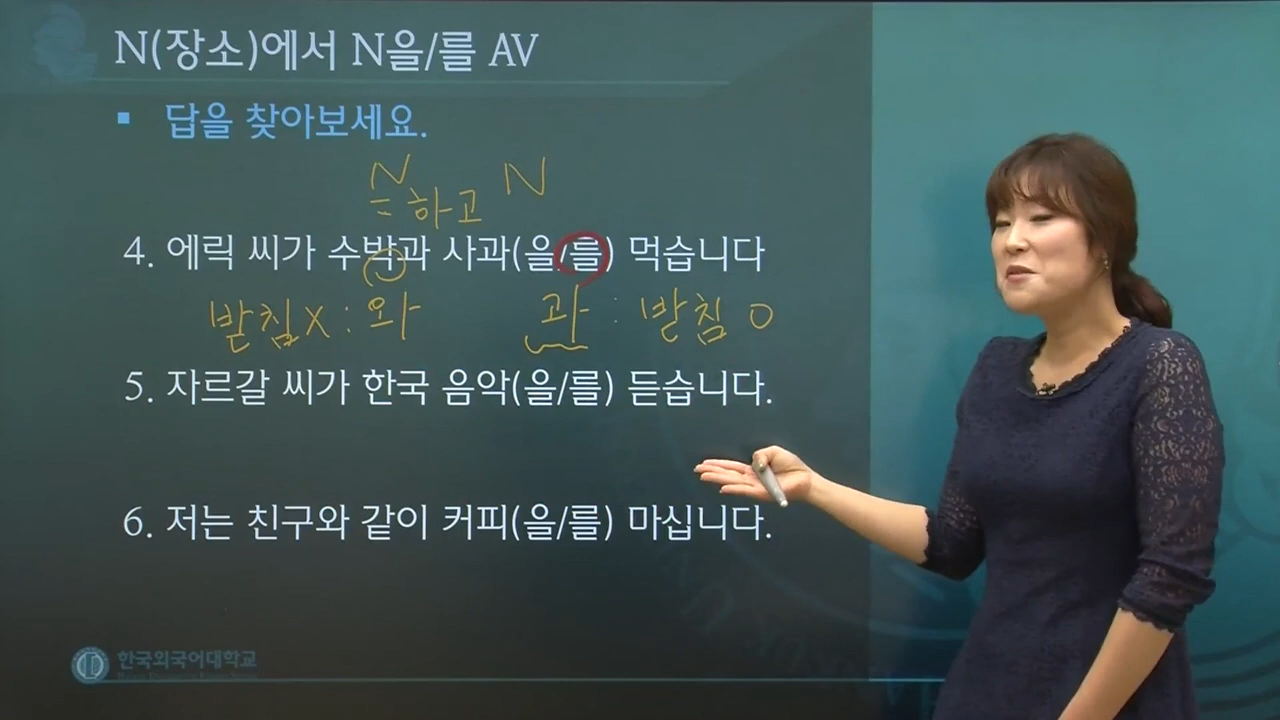 N(장소)에서 N을/를 AV
▪ 답을 찾아보세요.
N하고 N
4. 에릭 씨가 수박과 사과(을/를) 먹습니다
받침X : 와 과 : 받침 O
5. 자르갈 씨가 한국 음악(을/를) 듣습니다.
6. 저는 친구와 같이 커피(을/를) 마십니다.
한국외국어대학교